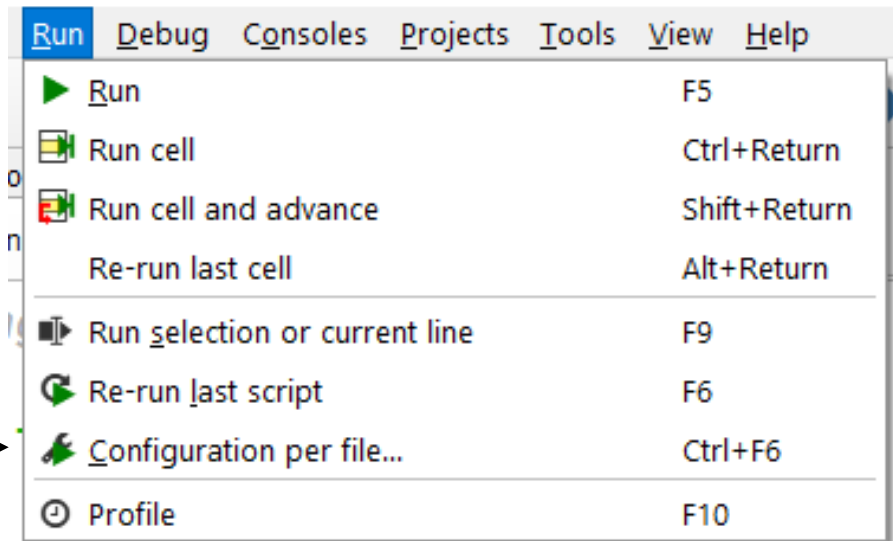 Run Debug Consoles Projects Tools View Help
Run F5
Run cell Ctrl+Return
Run cell and advance Shift+Return
Re-run last cell Alt+Return
Run selection or current line F9
Re-run last script F6
Configuration per file... Ctrl+F6
Profile F10